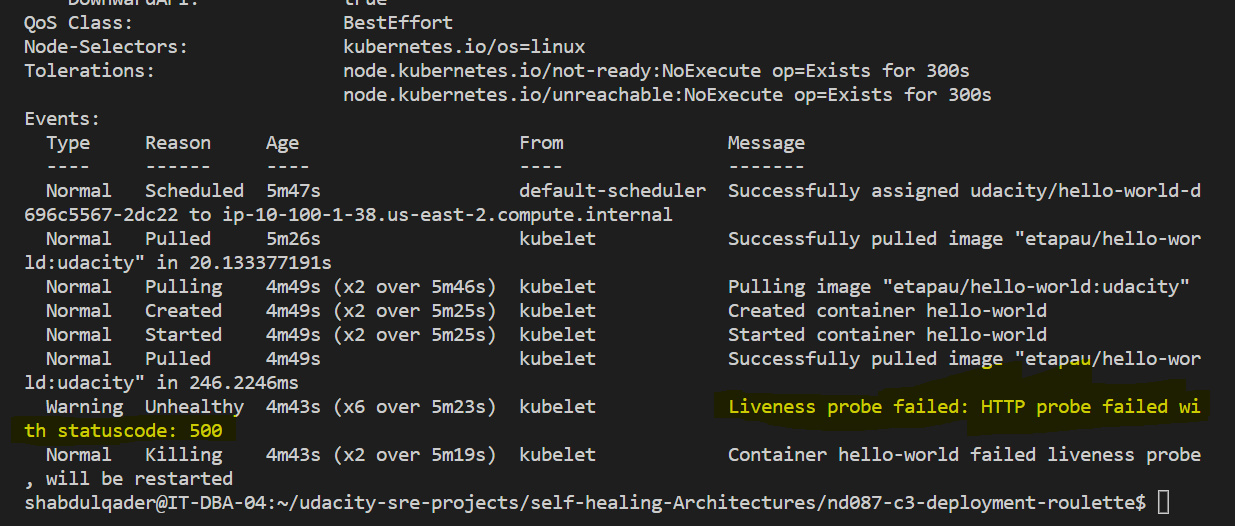 DownwardAPI: true
QoS Class: BestEffort
Node-Selectors: kubernetes.io/os=linux
Tolerations: node.kubernetes.io/not-ready:NoExecute op=Exists for 300s
node.kubernetes.io/unreachable:NoExecute op=Exists for 300s
Events:
Type Reason Age From Message
---- ------ ---- ---- -------
Normal Scheduled 5m47s default-scheduler Successfully assigned udacity/hello-world-d
696c5567-2dc22 to ip-10-100-1-38.us-east-2.compute.internal
Normal Pulled 5m26s kubelet Successfully pulled image "etapau/hello-wor
ld:udacity" in 20.133377191s
Normal Pulling 4m49s (x2 over 5m46s) kubelet Pulling image "etapau/hello-world:udacity"
Normal Created 4m49s (x2 over 5m25s) kubelet Created container hello-world
Normal Started 4m49s (x2 over 5m25s) kubelet Started container hello-world
Normal Pulled 4m49s kubelet Successfully pulled image "etapau/hello-wor
ld:udacity" in 246.2246ms
Warning Unhealthy 4m43s (x6 over 5m23s) kubelet Liveness probe failed: HTTP probe failed wi
th statuscode: 500
Normal Killing 4m43s (x2 over 5m19s) kubelet Container hello-world failed liveness probe
, will be restarted
shabdulqader@IT-DBA-04:~/udacity-sre-projects/self-healing-Architectures/nd087-c3-deployment-roulette$